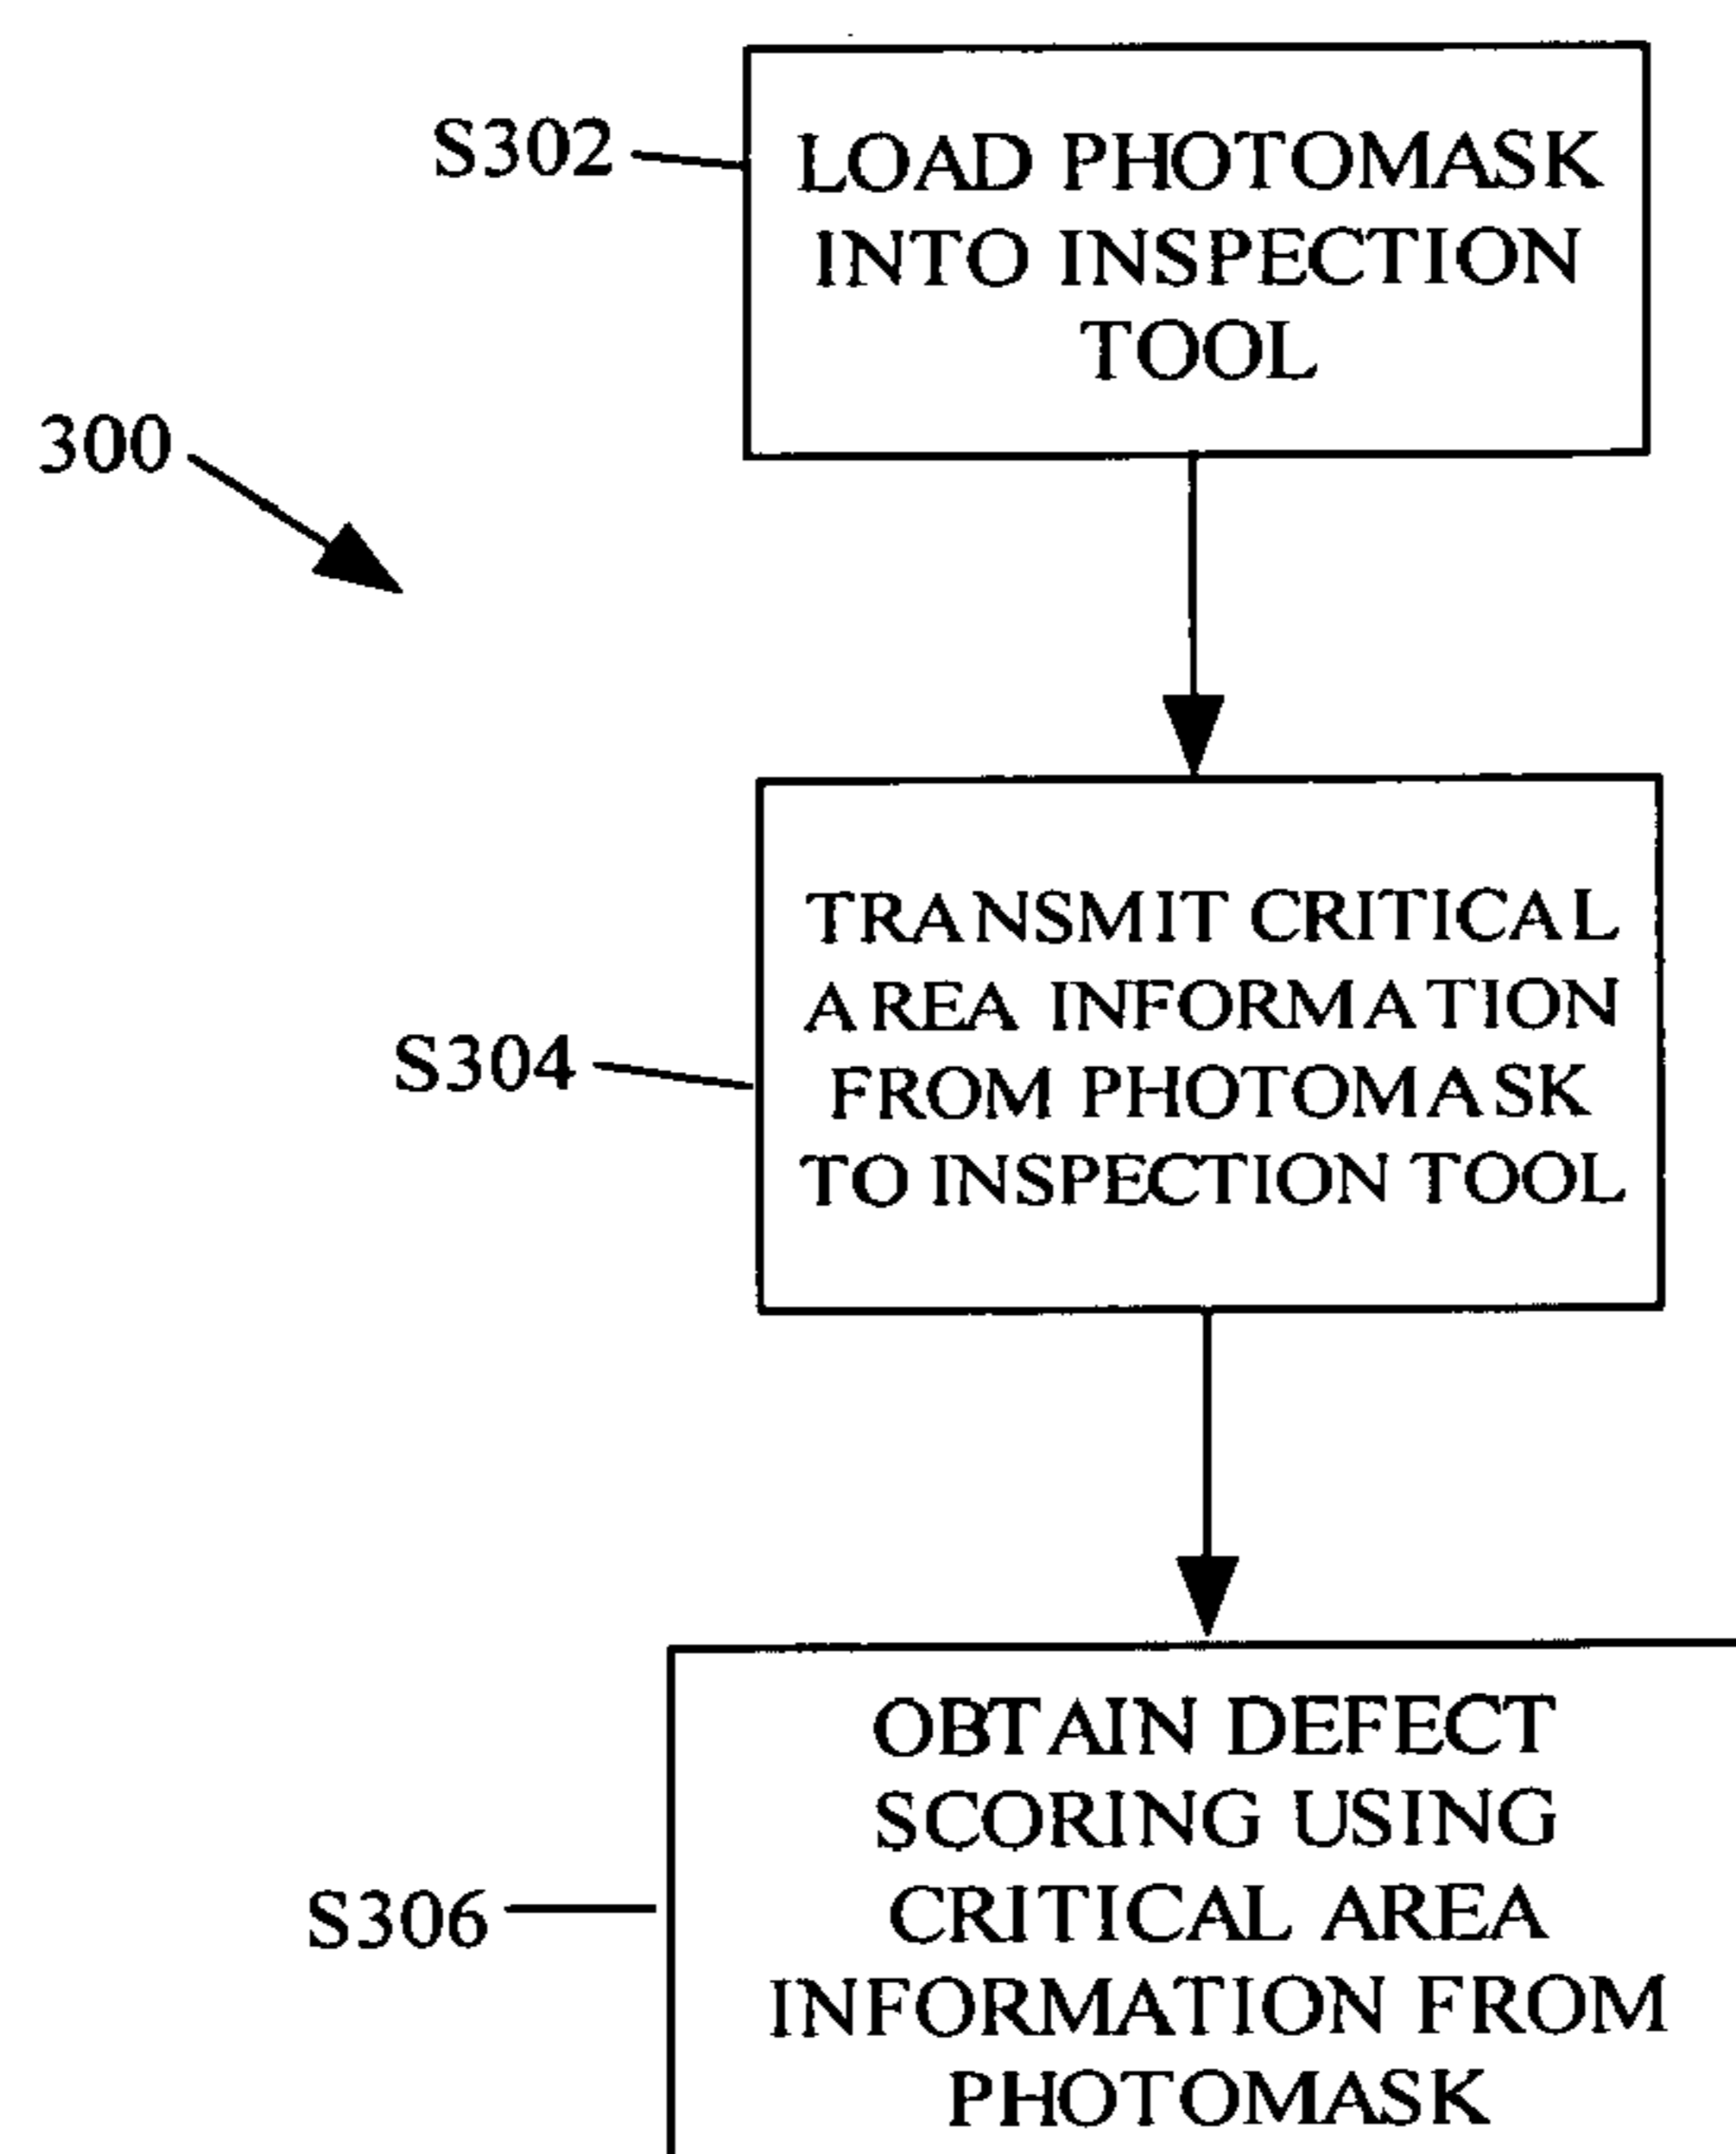 S302
LOAD PHOTOMASK
INTO INSPECTION
TOOL
300
TRANSMIT CRITICAL
AREA INFORMATION
FROM PHOTOMASK
TO INSPECTION TOOL
S304
OBTAIN DEFECT
SCORING USING
CRITICAL AREA
INFORMATION FROM
PHOTOMASK
S306